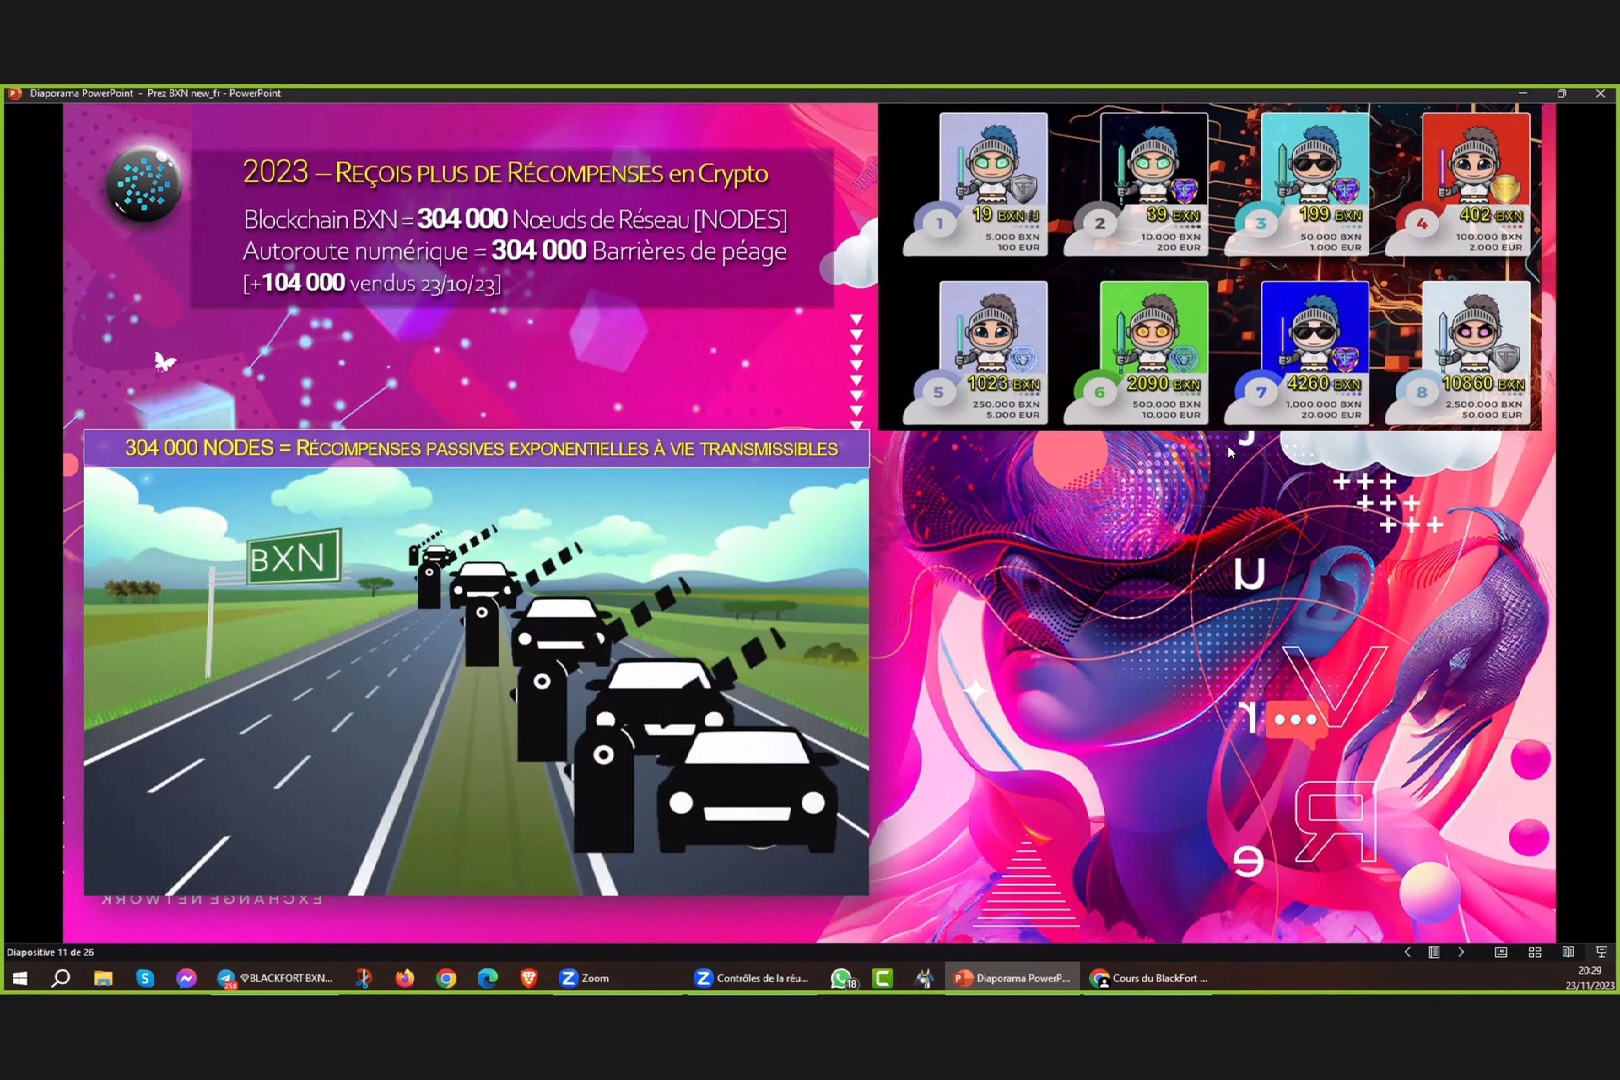 Diaporama PowerPoint - Prez BXN new_fr - PowerPoint
2023 – REÇOIS PLUS DE RÉCOMPENSES en Crypto
Blockchain BXN = 304 000 Nœuds de Réseau [NODES]
Autoroute numérique = 304 000 Barrières de péage
[+104 000 vendus 23/10/23]
1
5.000 BXN
100 EUR
2
39 BXN
10.000 BXN
200 EUR
3
199 BXN
50.000 BXN
1.000 EUR
4
402 BXN
100.000 BXN
2.000 EUR
5
1023 BXN
250.000 BXN
5.000 EUR
6
2090 BXN
500.000 BXN
10.000 EUR
7
4260 BXN
1.000.000 BXN
20.000 EUR
8
10860 BXN
2.500.000 BXN
50.000 EUR
304 000 NODES = RÉCOMPENSES PASSIVES EXPONENTIELLES À VIE TRANSMISSIBLES
BXN
EXCHANGE NETWORK
Diapositive 11 de 26
BLACKFORT BXN...
Zoom
Contrôles de la réu...
18
Diaporama PowerP...
Cours du BlackFort ...
20:29
23/11/2023